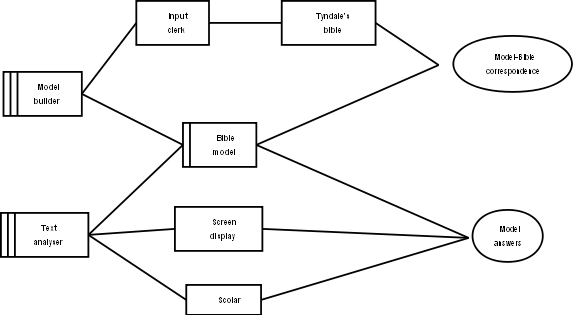 Input
clerk
Tyndale's
bible
Model-Bible
correspondence
Model
builder
Bible
model
Text
analyser
Screen
display
Model
answers
Scolar